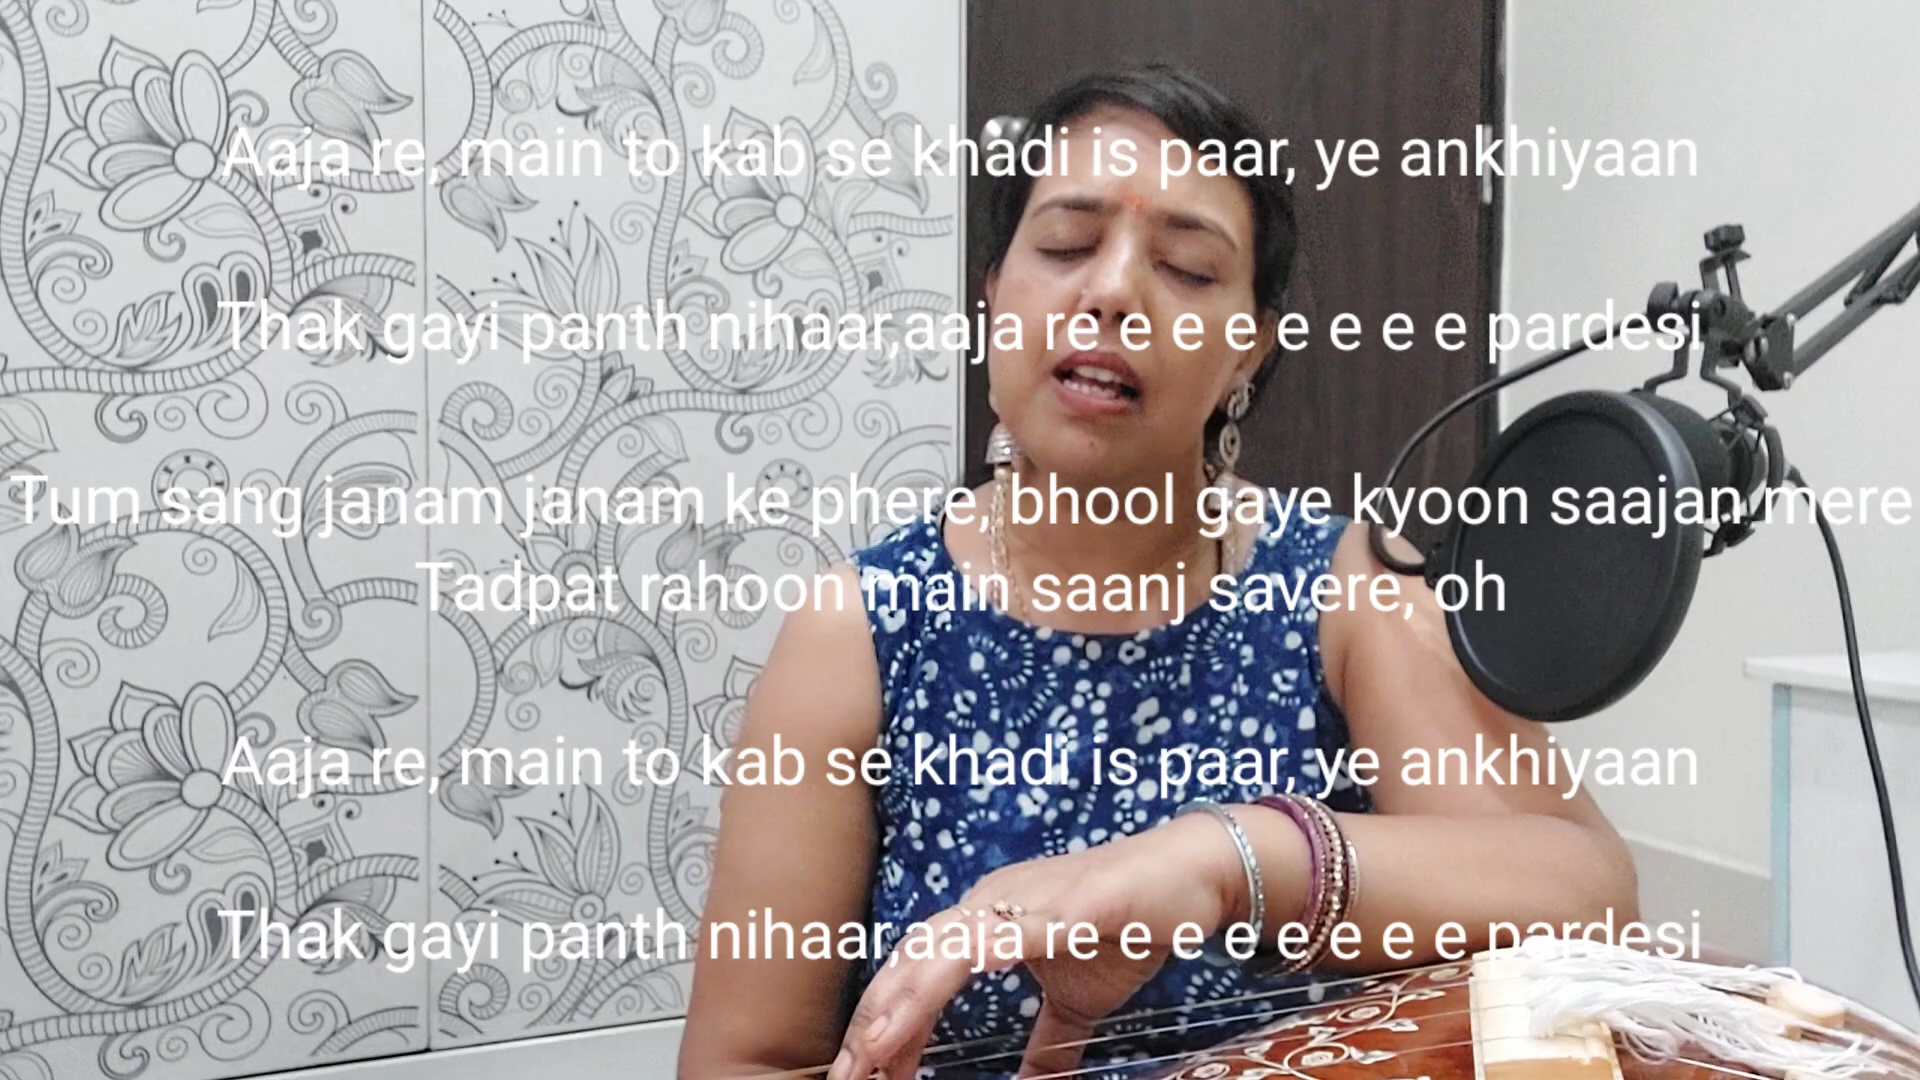 Aaja re, main to kab se khadi is paar, ye ankhiyaan
Thak gayi panth nihaar,aaja re e e e e e e e pardesi
Tum sang janam janam ke phere, bhool gaye kyoon saajan mere
Tadpat rahoon main saanj savere, oh
Aaja re, main to kab se khadi is paar, ye ankhiyaan
Thak gayi panth nihaar,aaja re e e e e e e e pardesi